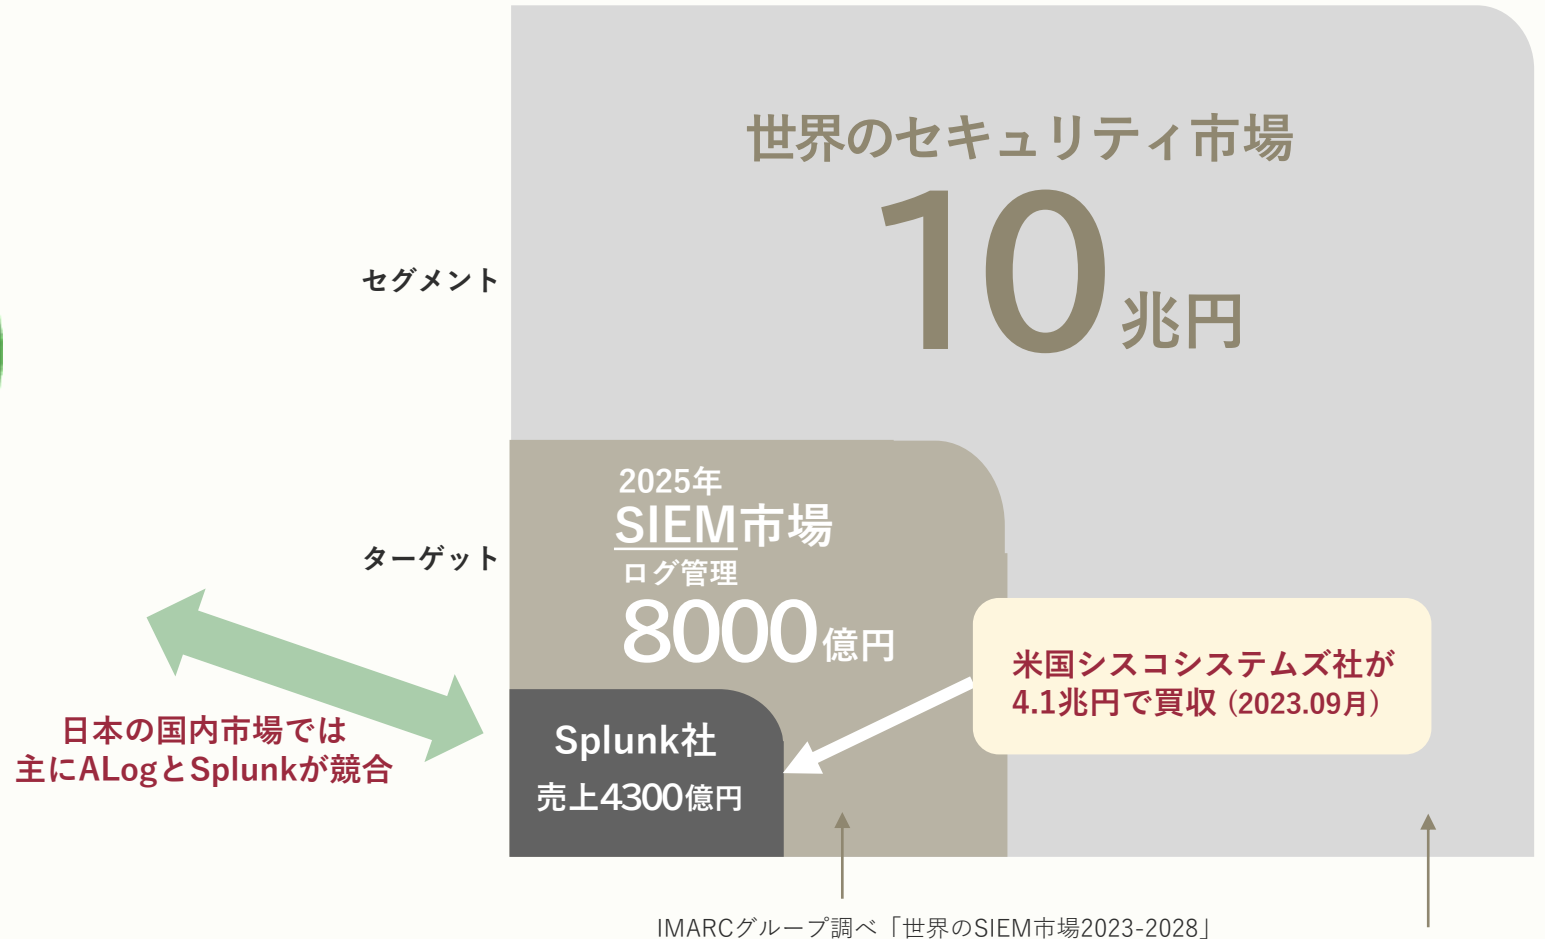 世界のセキュリティ市場
10兆円
セグメント
2025年
SIEM市場
ログ管理
8000億円
ターゲット
米国シスコシステムズ社が
4.1兆円で買収 (2023.09月)
Splunk社
売上4300億円
日本の国内市場では
主にALogとSplunkが競合
IMARCグループ調べ「世界のSIEM市場2023-2028」